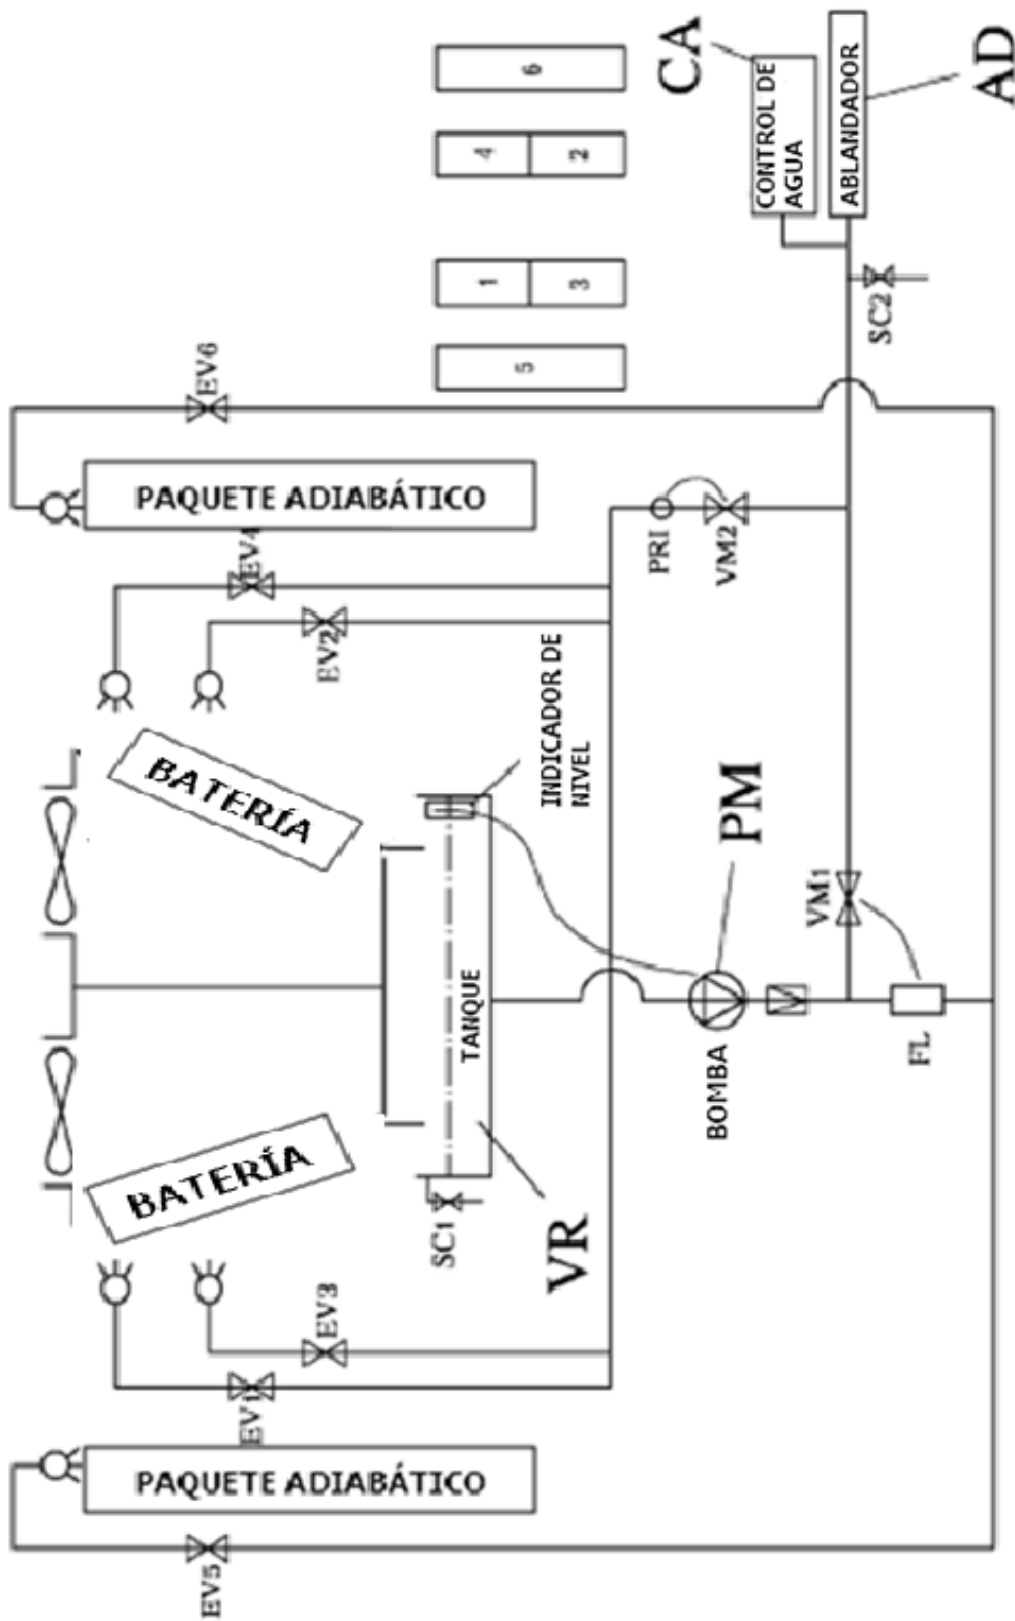 6
4
2
1
3
5
CA
CONTROL DE
AGUA
ABLANDADOR
AD
SC2
EV6
PAQUETE ADIABÁTICO
EV4
EV2
PRI
VM2
BATERÍA
INDICADOR DE
NIVEL
PM
VM1
TANQUE
BOMBA
FL
BATERÍA
SC1
VR
EV3
EV1
PAQUETE ADIABÁTICO
EV5